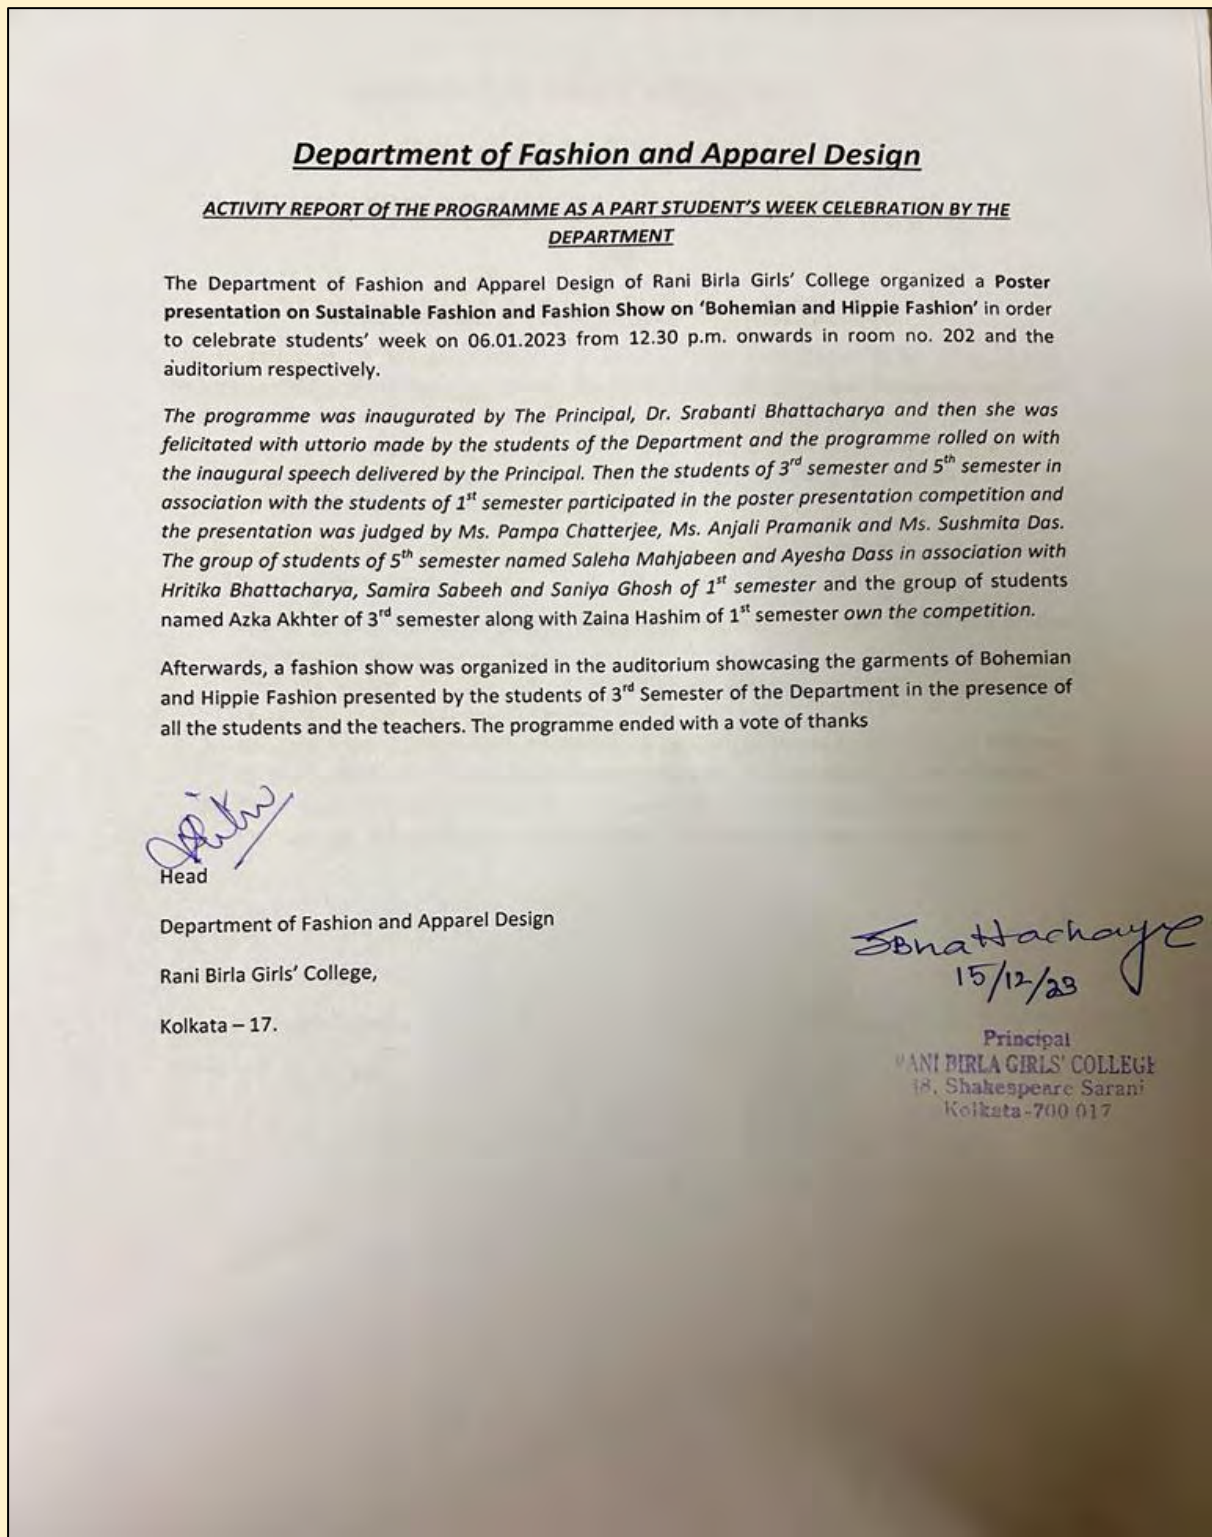 Department of Fashion and Apparel Design
ACTIVITY REPORT Of THE PROGRAMME AS A PART STUDENT'S WEEK CELEBRATION BY THE
DEPARTMENT
The Department of Fashion and Apparel Design of Rani Birla Girls' College organized a Poster
presentation on Sustainable Fashion and Fashion Show on 'Bohemian and Hippie Fashion' in order
to celebrate students' week on 06.01.2023 from 12.30 p.m. onwards in room no. 202 and the
auditorium respectively.
The programme was inaugurated by The Principal, Dr. Srabanti Bhattacharya and then she was
felicitated with uttorio made by the students of the Department and the programme rolled on with
the inaugural speech delivered by the Principal. Then the students of 3rd semester and 5th semester in
association with the students of 1st semester participated in the poster presentation competition and
the presentation was judged by Ms. Pampa Chatterjee, Ms. Anjali Pramanik and Ms. Sushmita Das.
The group of students of 5th semester named Saleha Mahjabeen and Ayesha Dass in association with
Hritika Bhattacharya, Samira Sabeeh and Saniya Ghosh of 1st semester and the group of students
named Azka Akhter of 3rd semester along with Zaina Hashim of 1st semester own the competition.
Afterwards, a fashion show was organized in the auditorium showcasing the garments of Bohemian
and Hippie Fashion presented by the students of 3rd Semester of the Department in the presence of
all the students and the teachers. The programme ended with a vote of thanks
Head
Department of Fashion and Apparel Design
Rani Birla Girls' College,
Kolkata – 17.
SBhattacharya
15/12/23
Principal
RANI BIRLA GIRLS' COLLEGE
38, Shakespeare Sarani
Kolkata-700 017